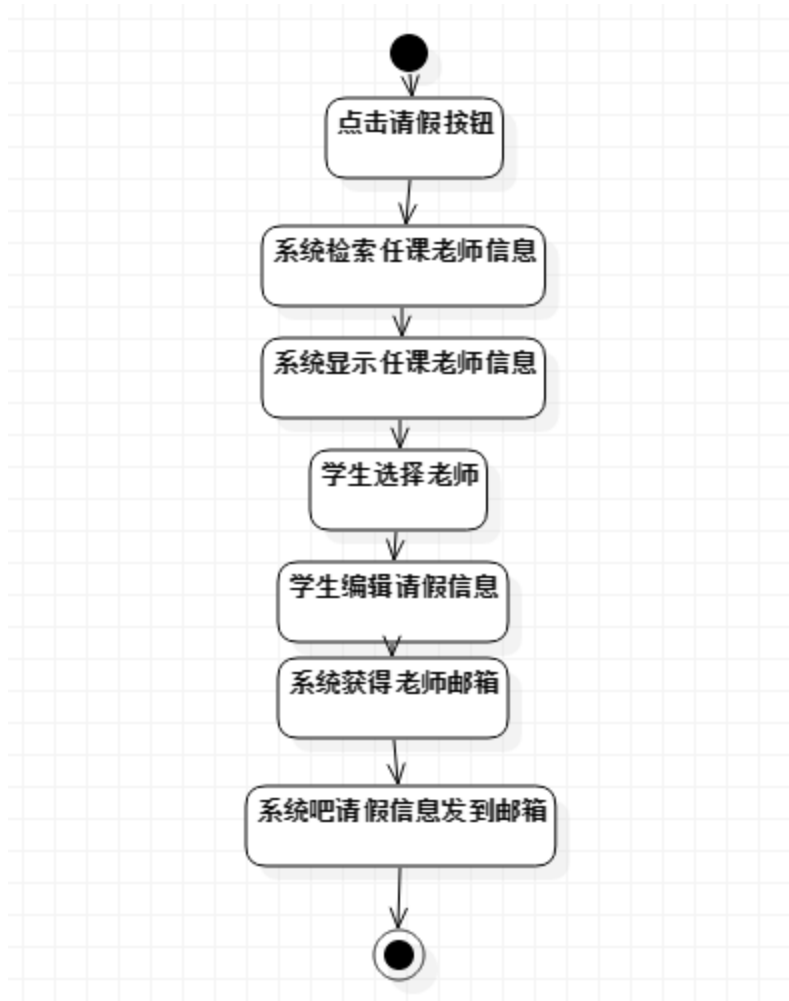 点击请假按钮
系统检索任课老师信息
系统显示任课老师信息
学生选择老师
学生编辑请假信息
系统获得老师邮箱
系统吧请假信息发到邮箱